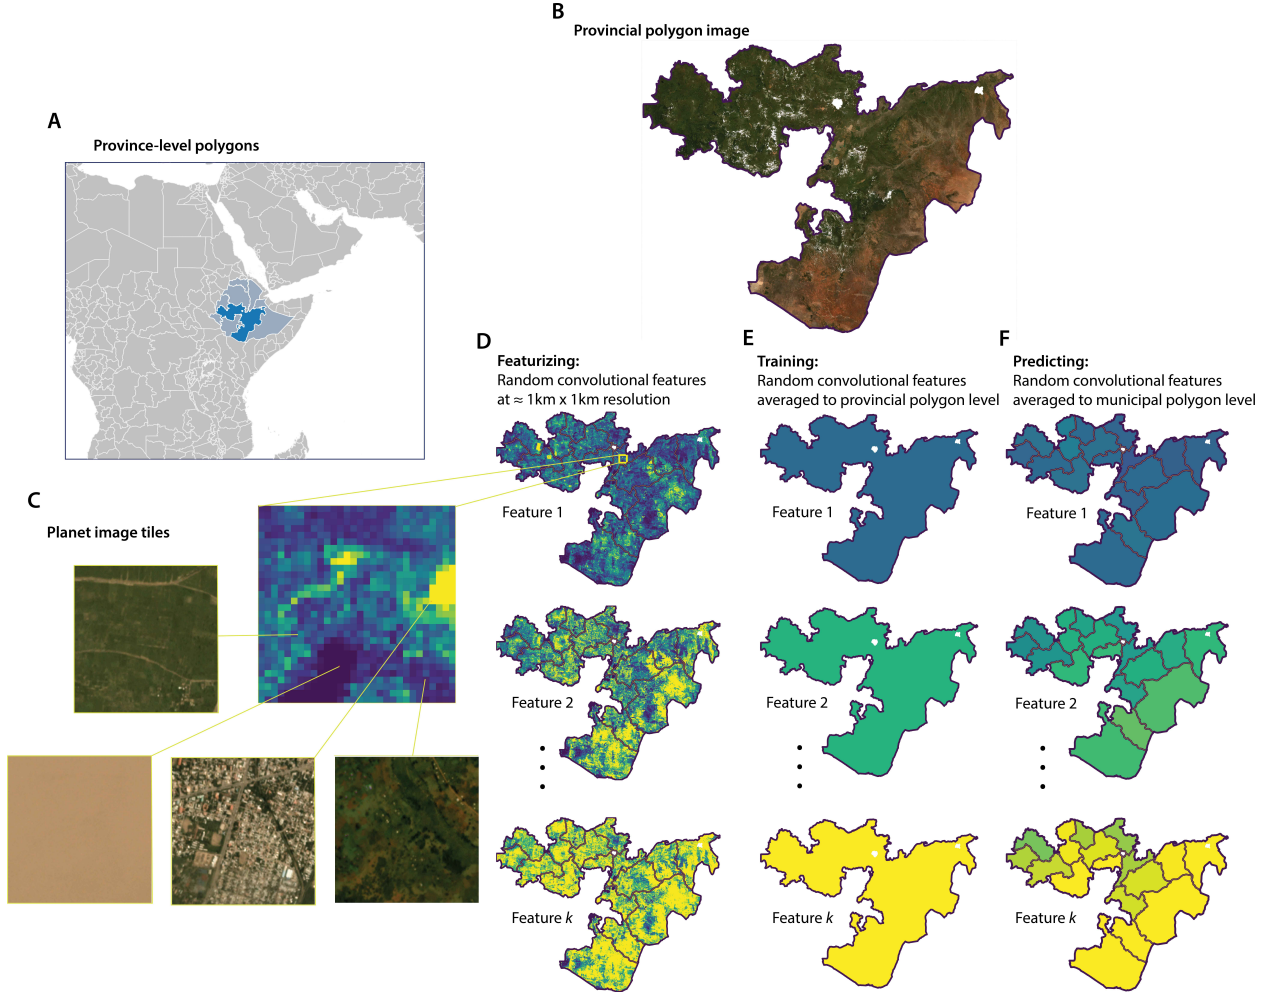 A
Province-level polygons
B
Provincial polygon image
C
Planet image tiles
D
Featurizing:
Random convolutional features
at ≈ 1km x 1km resolution
Feature 1
Feature 2
Feature k
E
Training:
Random convolutional features
averaged to provincial polygon level
Feature 1
Feature 2
Feature k
F
Predicting:
Random convolutional features
averaged to municipal polygon level
Feature 1
Feature 2
Feature k